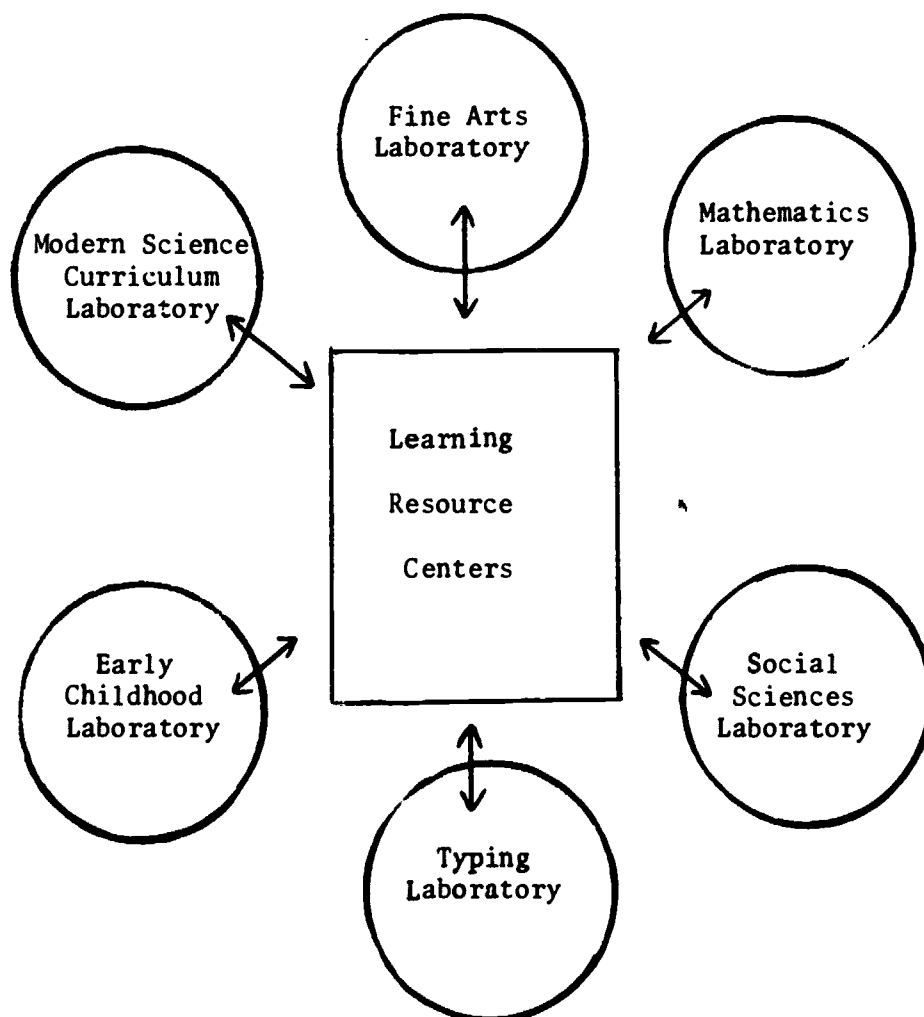 Fine Arts
Laboratory
Mathematics
Laboratory
Modern Science
Curriculum
Laboratory
Learning
Resource
Centers
Early
Childhood
Laboratory
Social
Sciences
Laboratory
Typing
Laboratory